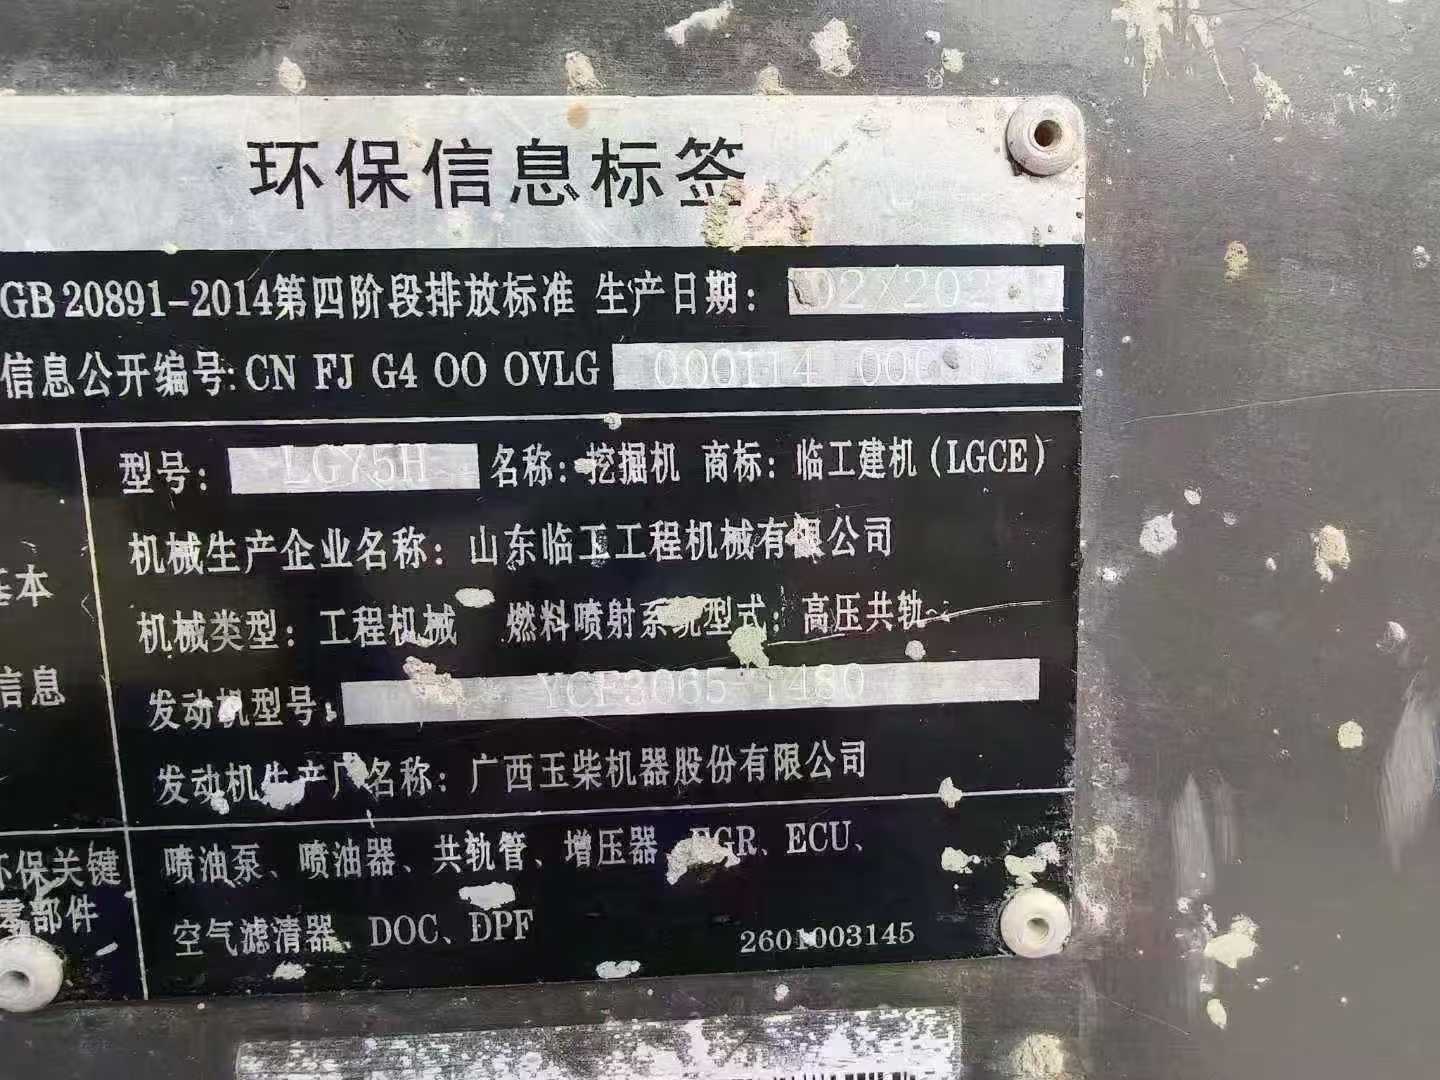 环保信息标签
GB 20891-2014第四阶段排放标准 生产日期: 02/202
信息公开编号: CN FJ G4 OO OVLG 000114
型号: 名称: 挖掘机 商标: 临工建机 (LGCE)
机械生产企业名称: 山东临工工程机械有限公司
基本
机械类型: 工程机械 燃料喷射系统型式: 高压共轨
信息
发动机型号: YCF3065-T480
发动机生产厂名称: 广西玉柴机器股份有限公司
环保关键
喷油泵、喷油器、共轨管、增压器、EGR、ECU、
零部件
空气滤清器、DOC、DPF
2601003145